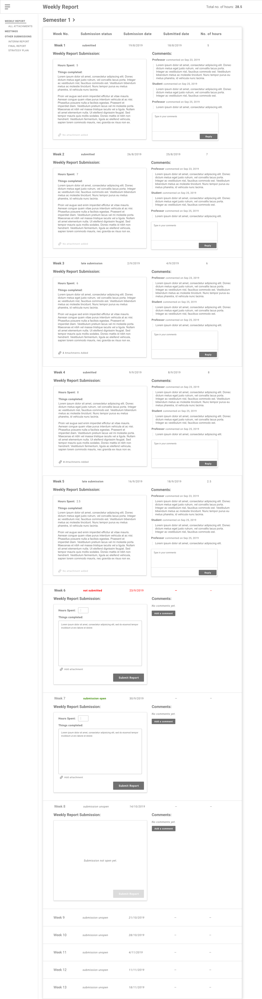 Weekly Report
Total no. of hours: 28.5
WEEKLY REPORT
ALL ATTACHMENTS
MEETINGS
OTHER SUBMISSIONS
INTERIM REPORT
FINAL REPORT
STRATEGY PLAN
Semester 1 >
Week No. Submission status Submission date Submitted date No. of hours
Week 1 submitted 19/8/2019 18/8/2019 5
Weekly Report Submission:
Hours Spent: 5
Things completed:
Lorem ipsum dolor sit amet, consectetur adipiscing elit. Donec
dictum metus eget justo rutrum, vel convallis lacus porta. Integer
ac vestibulum nisl, faucibus commodo est. Vestibulum bibendum
metus ac molestie tincidunt. Nunc tempor purus eu metus
pharetra, id vehicula nunc lacinia.
Proin vel augue sed enim imperdiet efficitur at vitae mauris.
Aenean congue quam vitae purus interdum vehicula at ac nisi.
Phasellus posuere nulla a facilisis egestas. Praesent et
imperdiet diam. Vestibulum pretium lacus vel mi molestie porta.
Maecenas et nibh vel massa tristique iaculis vel a ligula. Nullam
sit amet elementum nulla. Ut eleifend dignissim feugiat. Sed
tempor mauris quis mollis sodales. Donec mattis id nibh non
hendrerit. Vestibulum fermentum, ligula ac eleifend vehicula,
sapien lorem commodo mauris, nec gravida ex risus non ex.
No attachment added
Comments:
Professor commented on Sep 23, 2019
Lorem ipsum dolor sit amet, consectetur adipiscing elit. Donec
dictum metus eget justo rutrum, vel convallis lacus porta.
Integer ac vestibulum nisl, faucibus commodo est. Vestibulum
bibendum metus ac molestie tincidunt. Nunc tempor purus eu
metus pharetra, id vehicula nunc lacinia.
Student commented on Sep 25, 2019
Lorem ipsum dolor sit amet, consectetur adipiscing elit. Donec
dictum metus eget justo rutrum, vel convallis lacus porta.
Integer ac vestibulum nisl, faucibus commodo est.
Professor commented on Sep 25, 2019
Lorem ipsum dolor sit amet, consectetur adipiscing elit.
Type in your comments
Reply
Week 2 submitted 26/8/2019 25/8/2019 7
Weekly Report Submission:
Hours Spent: 7
Things completed:
Lorem ipsum dolor sit amet, consectetur adipiscing elit. Donec
dictum metus eget justo rutrum, vel convallis lacus porta. Integer
ac vestibulum nisl, faucibus commodo est. Vestibulum bibendum
metus ac molestie tincidunt. Nunc tempor purus eu metus
pharetra, id vehicula nunc lacinia.
Proin vel augue sed enim imperdiet efficitur at vitae mauris.
Aenean congue quam vitae purus interdum vehicula at ac nisi.
Phasellus posuere nulla a facilisis egestas. Praesent et
imperdiet diam. Vestibulum pretium lacus vel mi molestie porta.
Maecenas et nibh vel massa tristique iaculis vel a ligula. Nullam
sit amet elementum nulla. Ut eleifend dignissim feugiat. Sed
tempor mauris quis mollis sodales. Donec mattis id nibh non
hendrerit. Vestibulum fermentum, ligula ac eleifend vehicula,
sapien lorem commodo mauris, nec gravida ex risus non ex.
No attachment added
Comments:
Professor commented on Sep 23, 2019
Lorem ipsum dolor sit amet, consectetur adipiscing elit. Donec
dictum metus eget justo rutrum, vel convallis lacus porta.
Integer ac vestibulum nisl, faucibus commodo est. Vestibulum
bibendum metus ac molestie tincidunt. Nunc tempor purus eu
metus pharetra, id vehicula nunc lacinia.
Student commented on Sep 25, 2019
Lorem ipsum dolor sit amet, consectetur adipiscing elit. Donec
dictum metus eget justo rutrum, vel convallis lacus porta.
Integer ac vestibulum nisl, faucibus commodo est.
Professor commented on Sep 25, 2019
Lorem ipsum dolor sit amet, consectetur adipiscing elit.
Type in your comments
Reply
Week 3 late submission 2/9/2019 4/9/2019 6
Weekly Report Submission:
Hours Spent: 6
Things completed:
Lorem ipsum dolor sit amet, consectetur adipiscing elit. Donec
dictum metus eget justo rutrum, vel convallis lacus porta. Integer
ac vestibulum nisl, faucibus commodo est. Vestibulum bibendum
metus ac molestie tincidunt. Nunc tempor purus eu metus
pharetra, id vehicula nunc lacinia.
Proin vel augue sed enim imperdiet efficitur at vitae mauris.
Aenean congue quam vitae purus interdum vehicula at ac nisi.
Phasellus posuere nulla a facilisis egestas. Praesent et
imperdiet diam. Vestibulum pretium lacus vel mi molestie porta.
Maecenas et nibh vel massa tristique iaculis vel a ligula. Nullam
sit amet elementum nulla. Ut eleifend dignissim feugiat. Sed
tempor mauris quis mollis sodales. Donec mattis id nibh non
hendrerit. Vestibulum fermentum, ligula ac eleifend vehicula,
sapien lorem commodo mauris, nec gravida ex risus non ex.
2 Attachments Added
Comments:
Professor commented on Sep 23, 2019
Lorem ipsum dolor sit amet, consectetur adipiscing elit. Donec
dictum metus eget justo rutrum, vel convallis lacus porta.
Integer ac vestibulum nisl, faucibus commodo est. Vestibulum
bibendum metus ac molestie tincidunt. Nunc tempor purus eu
metus pharetra, id vehicula nunc lacinia.
Student commented on Sep 25, 2019
Lorem ipsum dolor sit amet, consectetur adipiscing elit. Donec
dictum metus eget justo rutrum, vel convallis lacus porta.
Integer ac vestibulum nisl, faucibus commodo est.
Professor commented on Sep 25, 2019
Lorem ipsum dolor sit amet, consectetur adipiscing elit.
Type in your comments
Reply
Week 4 submitted 9/9/2019 8/9/2019 8
Weekly Report Submission:
Hours Spent: 8
Things completed:
Lorem ipsum dolor sit amet, consectetur adipiscing elit. Donec
dictum metus eget justo rutrum, vel convallis lacus porta. Integer
ac vestibulum nisl, faucibus commodo est. Vestibulum bibendum
metus ac molestie tincidunt. Nunc tempor purus eu metus
pharetra, id vehicula nunc lacinia.
Proin vel augue sed enim imperdiet efficitur at vitae mauris.
Aenean congue quam vitae purus interdum vehicula at ac nisi.
Phasellus posuere nulla a facilisis egestas. Praesent et
imperdiet diam. Vestibulum pretium lacus vel mi molestie porta.
Maecenas et nibh vel massa tristique iaculis vel a ligula. Nullam
sit amet elementum nulla. Ut eleifend dignissim feugiat. Sed
tempor mauris quis mollis sodales. Donec mattis id nibh non
hendrerit. Vestibulum fermentum, ligula ac eleifend vehicula,
sapien lorem commodo mauris, nec gravida ex risus non ex.
4 Attachments Added
Comments:
Professor commented on Sep 23, 2019
Lorem ipsum dolor sit amet, consectetur adipiscing elit. Donec
dictum metus eget justo rutrum, vel convallis lacus porta.
Integer ac vestibulum nisl, faucibus commodo est. Vestibulum
bibendum metus ac molestie tincidunt. Nunc tempor purus eu
metus pharetra, id vehicula nunc lacinia.
Student commented on Sep 25, 2019
Lorem ipsum dolor sit amet, consectetur adipiscing elit. Donec
dictum metus eget justo rutrum, vel convallis lacus porta.
Integer ac vestibulum nisl, faucibus commodo est.
Professor commented on Sep 25, 2019
Lorem ipsum dolor sit amet, consectetur adipiscing elit.
Type in your comments
Reply
Week 5 late submission 16/9/2019 18/9/2019 2.5
Weekly Report Submission:
Hours Spent: 2.5
Things completed:
Lorem ipsum dolor sit amet, consectetur adipiscing elit. Donec
dictum metus eget justo rutrum, vel convallis lacus porta. Integer
ac vestibulum nisl, faucibus commodo est. Vestibulum bibendum
metus ac molestie tincidunt. Nunc tempor purus eu metus
pharetra, id vehicula nunc lacinia.
Proin vel augue sed enim imperdiet efficitur at vitae mauris.
Aenean congue quam vitae purus interdum vehicula at ac nisi.
Phasellus posuere nulla a facilisis egestas. Praesent et
imperdiet diam. Vestibulum pretium lacus vel mi molestie porta.
Maecenas et nibh vel massa tristique iaculis vel a ligula. Nullam
sit amet elementum nulla. Ut eleifend dignissim feugiat. Sed
tempor mauris quis mollis sodales. Donec mattis id nibh non
hendrerit. Vestibulum fermentum, ligula ac eleifend vehicula,
sapien lorem commodo mauris, nec gravida ex risus non ex.
No attachment added
Comments:
Professor commented on Sep 23, 2019
Lorem ipsum dolor sit amet, consectetur adipiscing elit. Donec
dictum metus eget justo rutrum, vel convallis lacus porta.
Integer ac vestibulum nisl, faucibus commodo est. Vestibulum
bibendum metus ac molestie tincidunt. Nunc tempor purus eu
metus pharetra, id vehicula nunc lacinia.
Student commented on Sep 25, 2019
Lorem ipsum dolor sit amet, consectetur adipiscing elit. Donec
dictum metus eget justo rutrum, vel convallis lacus porta.
Integer ac vestibulum nisl, faucibus commodo est.
Professor commented on Sep 25, 2019
Lorem ipsum dolor sit amet, consectetur adipiscing elit.
Type in your comments
Reply
Week 6 not submitted 23/9/2019 – –
Weekly Report Submission:
Hours Spent:
Things completed:
Lorem ipsum dolor sit amet, consectetur adipisicing elit, sed do eiusmod tempor
incididunt ut ero labore et dolore
Add attachment
Submit Report
Comments:
No comments yet.
Add a comment
Week 7 submission open 30/9/2019 – –
Weekly Report Submission:
Hours Spent:
Things completed:
Lorem ipsum dolor sit amet, consectetur adipisicing elit, sed do eiusmod tempor
incididunt ut ero labore et dolore
Add attachment
Submit Report
Comments:
No comments yet.
Add a comment
Week 8 submission unopen 14/10/2019 – –
Weekly Report Submission:
Submission not open yet.
Submit Report
Comments:
No comments yet.
Add a comment
Week 9 submission unopen 21/10/2019 – –
Week 10 submission unopen 28/10/2019 – –
Week 11 submission unopen 4/11/2019 – –
Week 12 submission unopen 11/11/2019 – –
Week 13 submission unopen 18/11/2019 – –